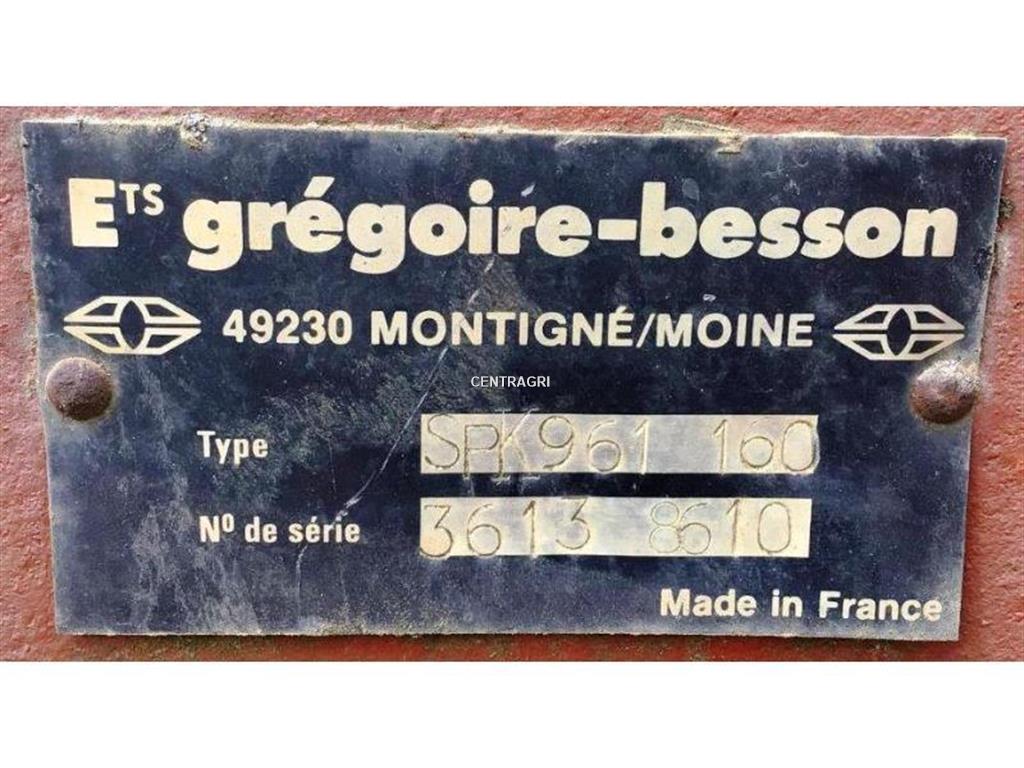 ETS grégoire-besson
49230 MONTIGNÉ/MOINE
CENTRAGRI
Type SPK961 160
Nº de série 3613 8610
Made in France